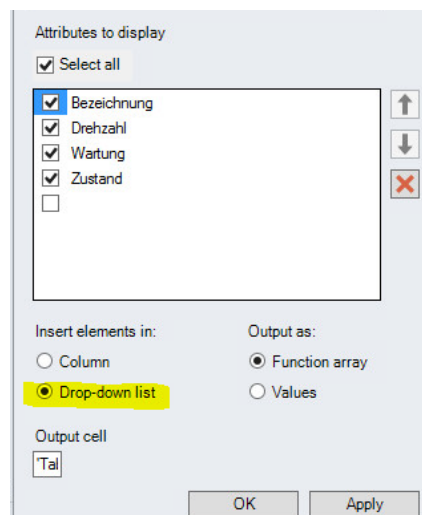 Attributes to display
Select all
Bezeichnung
Drehzahl
Wartung
Zustand
Insert elements in:
Output as:
Column
Function array
Drop-down list
Values
Output cell
'Tal
OK
Apply